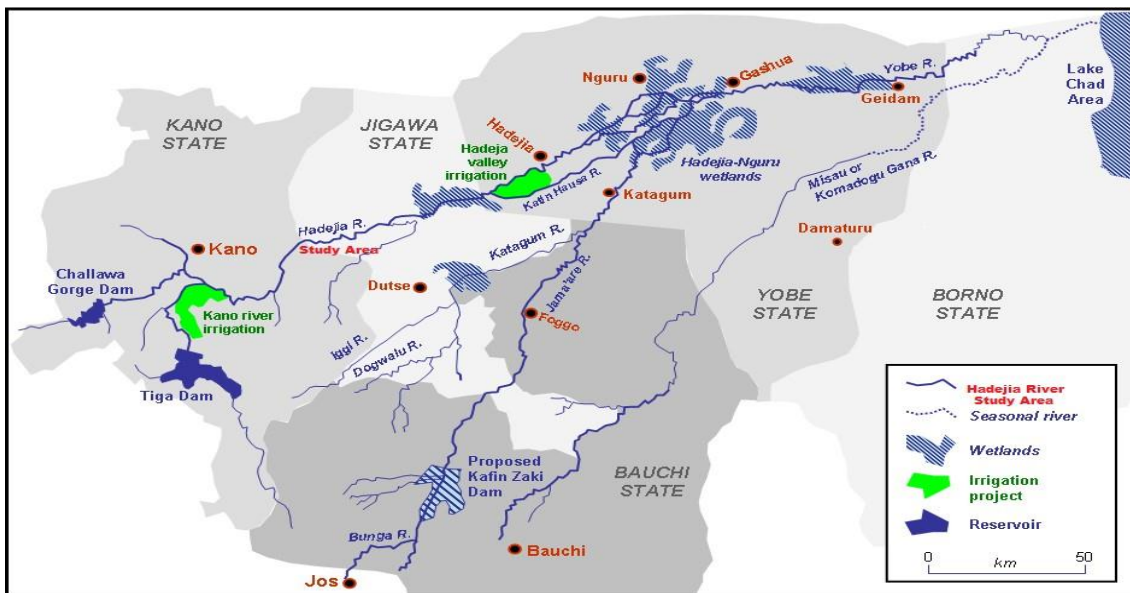 Nguru
Gashua
Yobe R.
Lake
Chad
Area
Geidam
KANO
STATE
JIGAWA
STATE
Hadejia
Hadeja
valley
irrigation
Hadejia-Nguru
wetlands
Misau or
Komadogu Gana R.
Kafin Hausa R.
Katagum
Hadejia R.
Study Area
Kano
Katagum R.
Damaturu
Challawa
Gorge Dam
Dutse
Jama'are R.
YOBE
STATE
BORNO
STATE
Kano river
irrigation
Foggo
Iggi R.
Dogwalu R.
Tiga Dam
Proposed
Kafin Zaki
Dam
BAUCHI
STATE
Bunga R.
Bauchi
Jos
Hadejia River
Study Area
Seasonal river
Wetlands
Irrigation
project
Reservoir
0
50
km